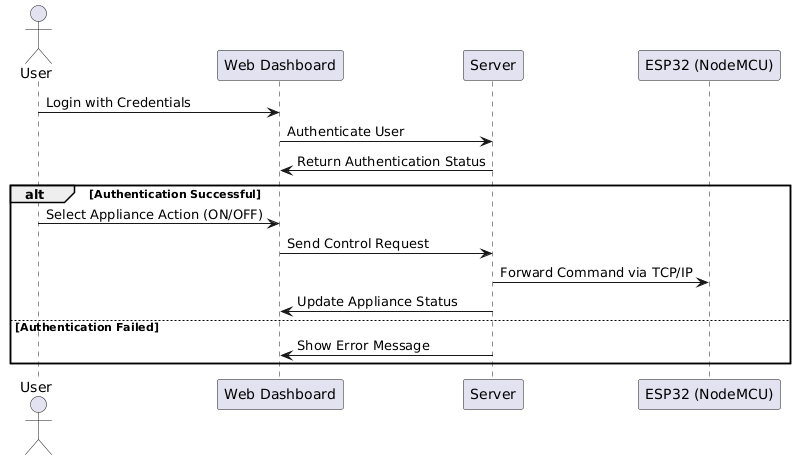 User
Web Dashboard
Server
ESP32 (NodeMCU)
Login with Credentials
Authenticate User
Return Authentication Status
alt [Authentication Successful]
Select Appliance Action (ON/OFF)
Send Control Request
Forward Command via TCP/IP
Update Appliance Status
[Authentication Failed]
Show Error Message
User
Web Dashboard
Server
ESP32 (NodeMCU)